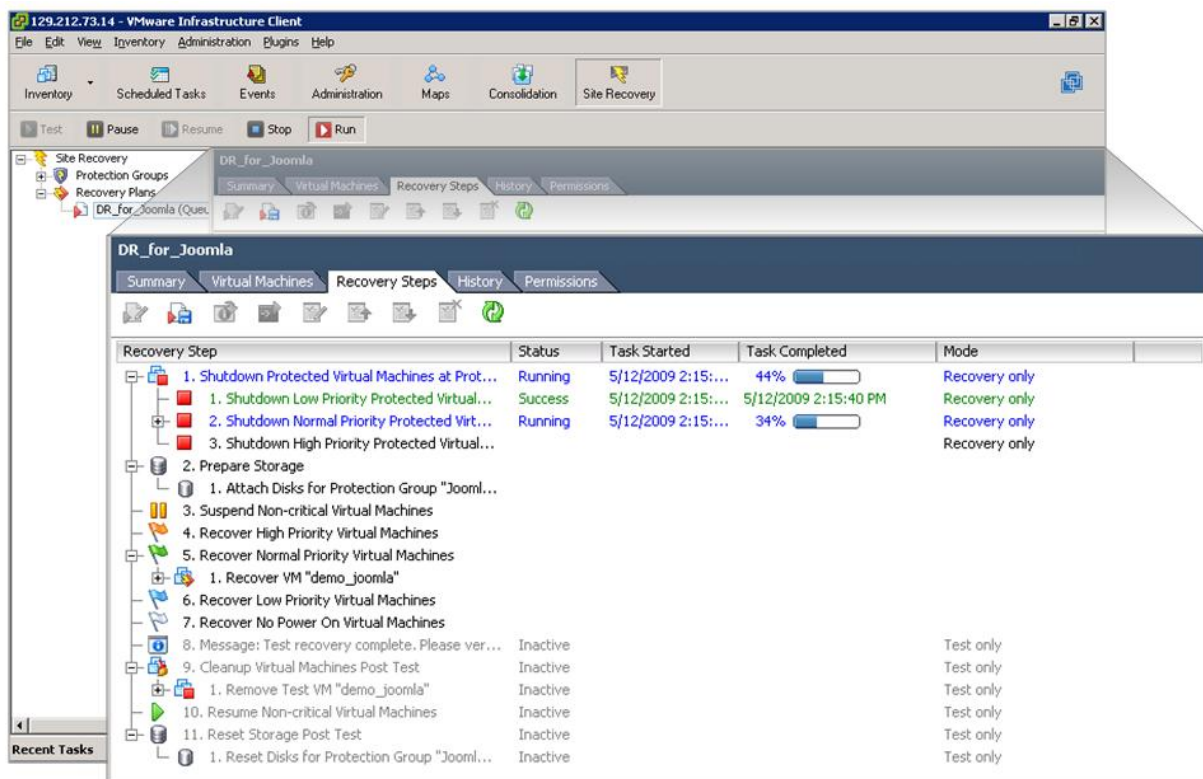 129.212.73.14 - VMware Infrastructure Client
File Edit View Inventory Administration Plugins Help
Inventory Scheduled Tasks Events Administration Maps Consolidation Site Recovery
Test Pause Resume Stop Run
Site Recovery
Protection Groups
Recovery Plans
DR_for_Joomla (Queu
DR_for_Joomla
Summary Virtual Machines Recovery Steps History Permissions
DR_for_Joomla
Summary Virtual Machines Recovery Steps History Permissions
Recovery Step Status Task Started Task Completed Mode
1. Shutdown Protected Virtual Machines at Prot... Running 5/12/2009 2:15:... 44% Recovery only
1. Shutdown Low Priority Protected Virtual... Success 5/12/2009 2:15:... 5/12/2009 2:15:40 PM Recovery only
2. Shutdown Normal Priority Protected Virt... Running 5/12/2009 2:15:... 34% Recovery only
3. Shutdown High Priority Protected Virtual... Recovery only
2. Prepare Storage
1. Attach Disks for Protection Group "Jooml...
3. Suspend Non-critical Virtual Machines
4. Recover High Priority Virtual Machines
5. Recover Normal Priority Virtual Machines
1. Recover VM "demo_joomla"
6. Recover Low Priority Virtual Machines
7. Recover No Power On Virtual Machines
8. Message: Test recovery complete. Please ver... Inactive Test only
9. Cleanup Virtual Machines Post Test Inactive Test only
1. Remove Test VM "demo_joomla" Inactive Test only
10. Resume Non-critical Virtual Machines Inactive Test only
11. Reset Storage Post Test Inactive Test only
1. Reset Disks for Protection Group "Jooml... Inactive Test only
Recent Tasks